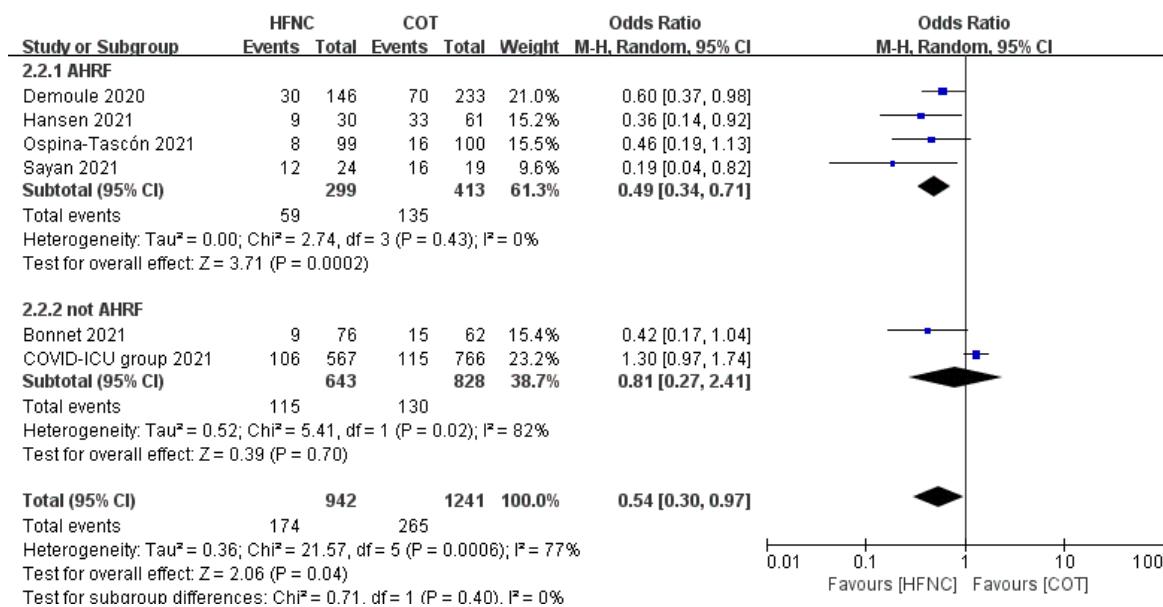 HFNC COT Odds Ratio Odds Ratio
Study or Subgroup Events Total Events Total Weight M-H, Random, 95% CI M-H, Random, 95% CI
2.2.1 AHRF
Demoule 2020 30 146 70 233 21.0% 0.60 [0.37, 0.98]
Hansen 2021 9 30 33 61 15.2% 0.36 [0.14, 0.92]
Ospina-Tascón 2021 8 99 16 100 15.5% 0.46 [0.19, 1.13]
Sayan 2021 12 24 16 19 9.6% 0.19 [0.04, 0.82]
Subtotal (95% CI) 299 413 61.3% 0.49 [0.34, 0.71]
Total events 59 135
Heterogeneity: Tau² = 0.00; Chi² = 2.74, df = 3 (P = 0.43); I² = 0%
Test for overall effect: Z = 3.71 (P = 0.0002)
2.2.2 not AHRF
Bonnet 2021 9 76 15 62 15.4% 0.42 [0.17, 1.04]
COVID-ICU group 2021 106 567 115 766 23.2% 1.30 [0.97, 1.74]
Subtotal (95% CI) 643 828 38.7% 0.81 [0.27, 2.41]
Total events 115 130
Heterogeneity: Tau² = 0.52; Chi² = 5.41, df = 1 (P = 0.02); I² = 82%
Test for overall effect: Z = 0.39 (P = 0.70)
Total (95% CI) 942 1241 100.0% 0.54 [0.30, 0.97]
Total events 174 265
Heterogeneity: Tau² = 0.36; Chi² = 21.57, df = 5 (P = 0.0006); I² = 77%
Test for overall effect: Z = 2.06 (P = 0.04)
Test for subgroup differences: Chi² = 0.71, df = 1 (P = 0.40), I² = 0%
0.01 0.1 1 10 100
Favours [HFNC] Favours [COT]